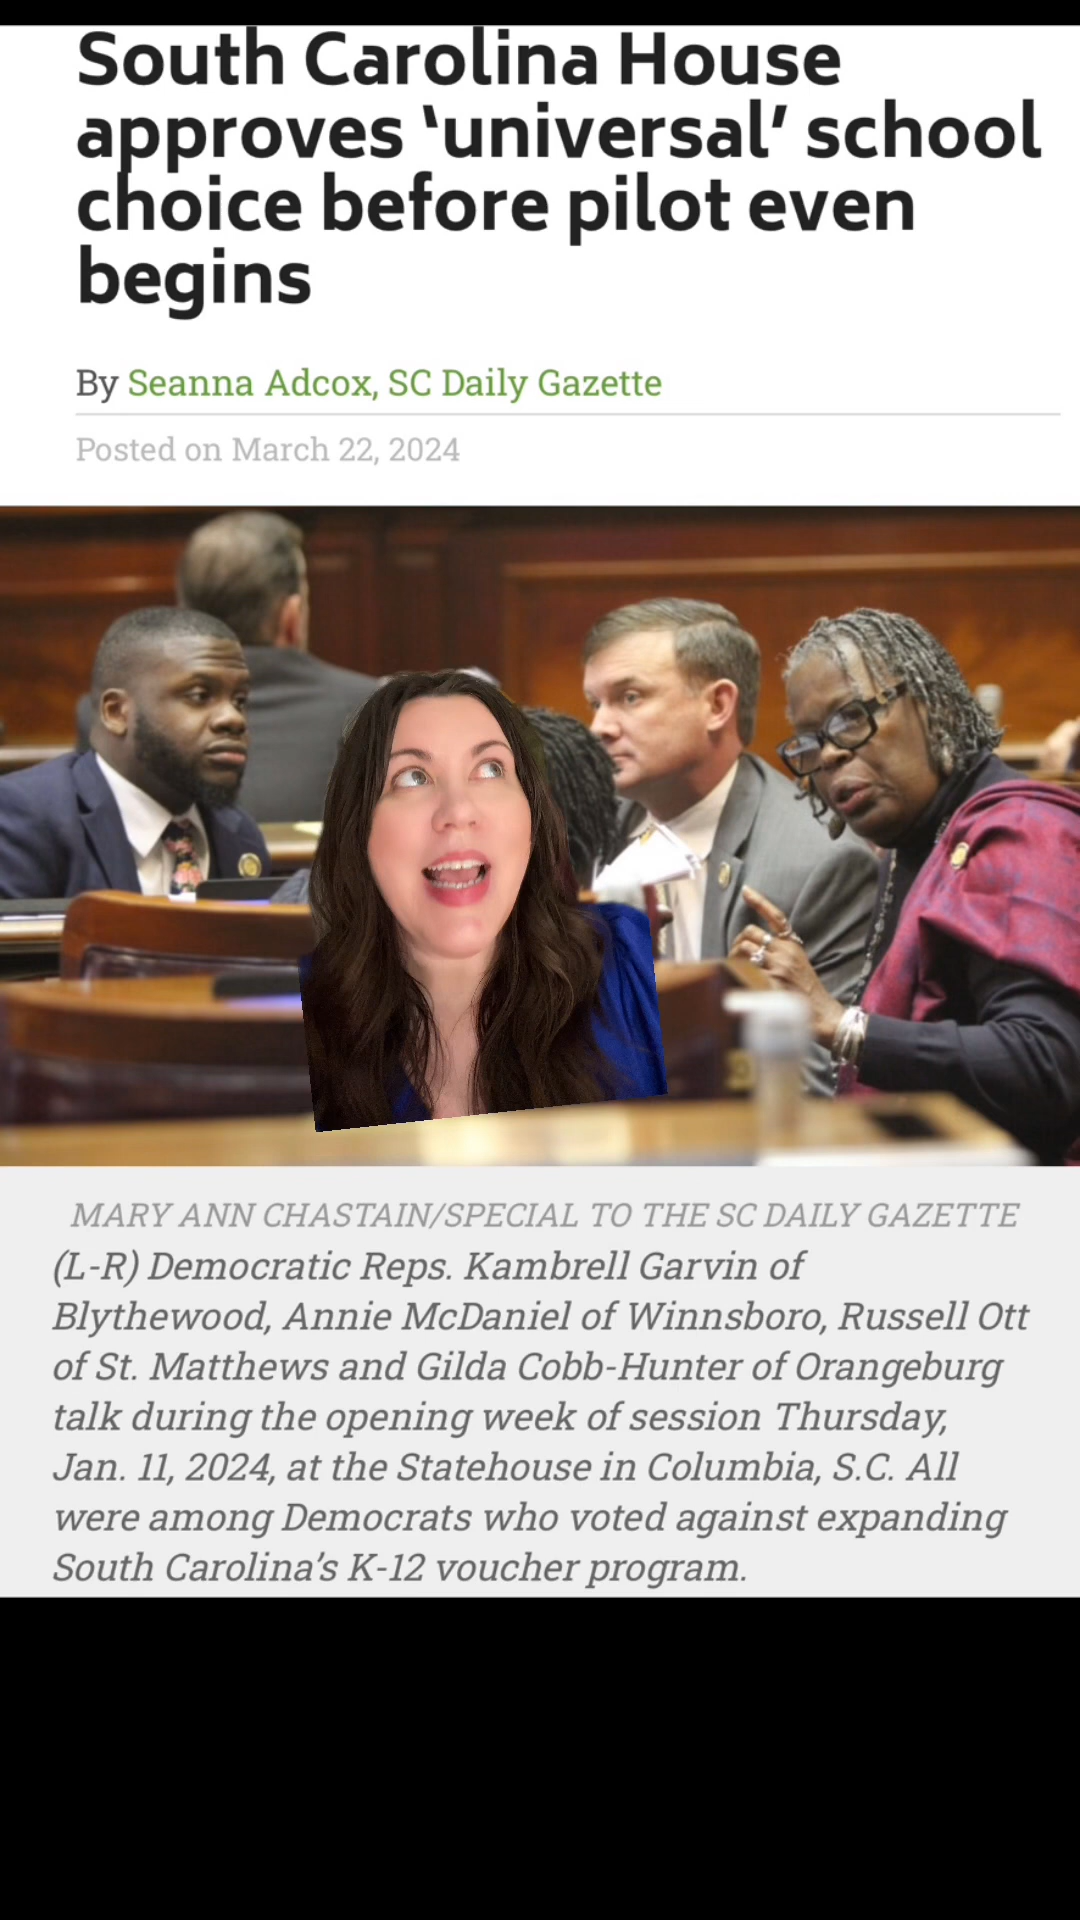 South Carolina House
approves ‘universal’ school
choice before pilot even
begins
By Seanna Adcox, SC Daily Gazette
Posted on March 22, 2024
MARY ANN CHASTAIN/SPECIAL TO THE SC DAILY GAZETTE
(L-R) Democratic Reps. Kambrell Garvin of
Blythewood, Annie McDaniel of Winnsboro, Russell Ott
of St. Matthews and Gilda Cobb-Hunter of Orangeburg
talk during the opening week of session Thursday,
Jan. 11, 2024, at the Statehouse in Columbia, S.C. All
were among Democrats who voted against expanding
South Carolina’s K-12 voucher program.